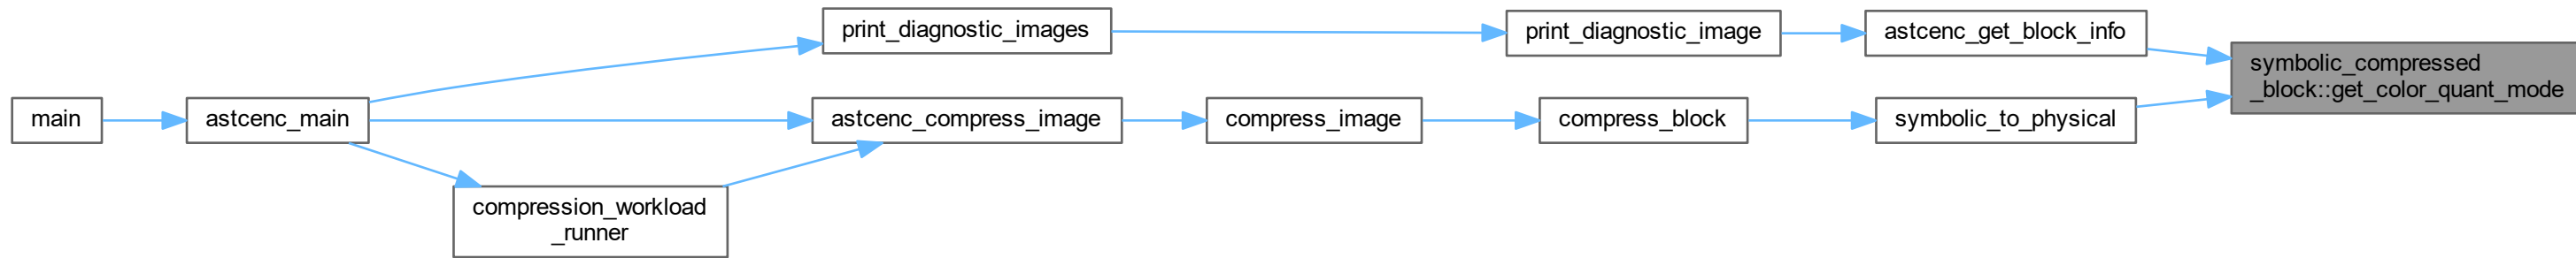 print_diagnostic_images
print_diagnostic_image
astcenc_get_block_info
symbolic_compressed
_block::get_color_quant_mode
main
astcenc_main
astcenc_compress_image
compress_image
compress_block
symbolic_to_physical
compression_workload
_runner